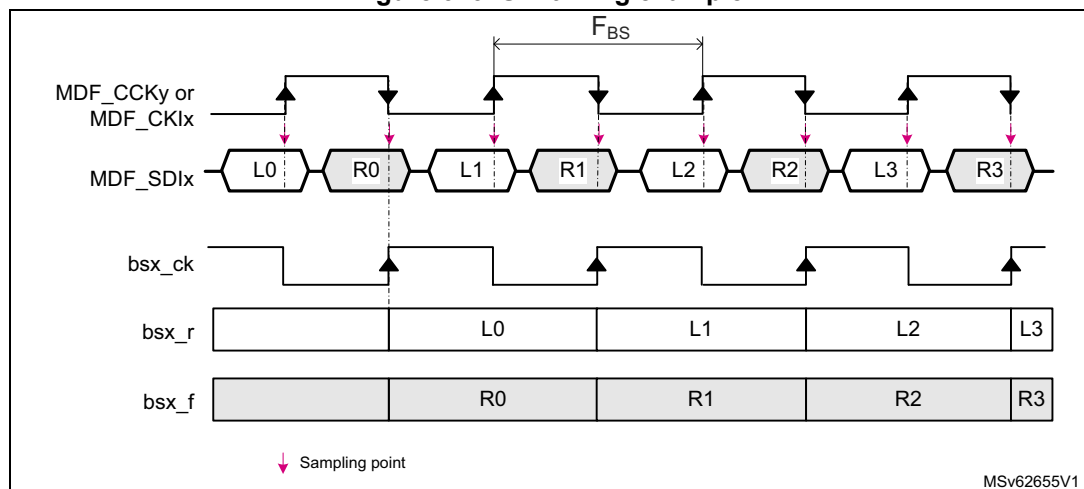 F_BS
MDF_CCKy or
MDF_CKIx
MDF_SDIx L0 R0 L1 R1 L2 R2 L3 R3
bsx_ck
bsx_r L0 L1 L2 L3
bsx_f R0 R1 R2 R3
Sampling point
MSv62655V1